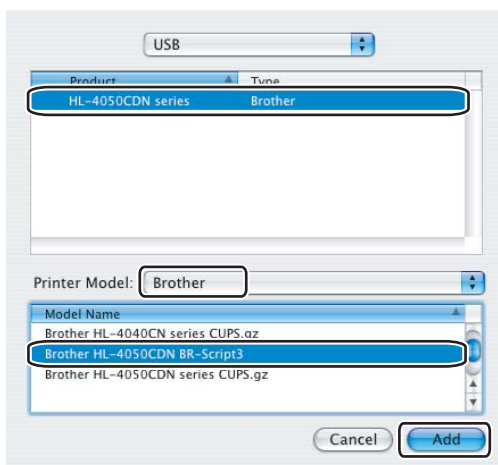 USB
Product Type
HL-4050CDN series Brother
Printer Model: Brother
Model Name
Brother HL-4040CN series CUPS.gz
Brother HL-4050CDN BR-Script3
Brother HL-4050CDN series CUPS.gz
Cancel Add